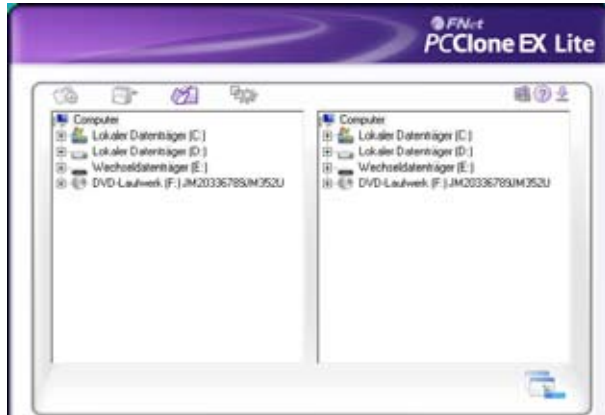 FNet
PCClone EX Lite
Computer
Lokaler Datenträger (C:)
Lokaler Datenträger (D:)
Wechseldatenträger (E:)
DVD-Laufwerk (F:) JM20336789JM352U
Computer
Lokaler Datenträger (C:)
Lokaler Datenträger (D:)
Wechseldatenträger (E:)
DVD-Laufwerk (F:) JM20336789JM352U